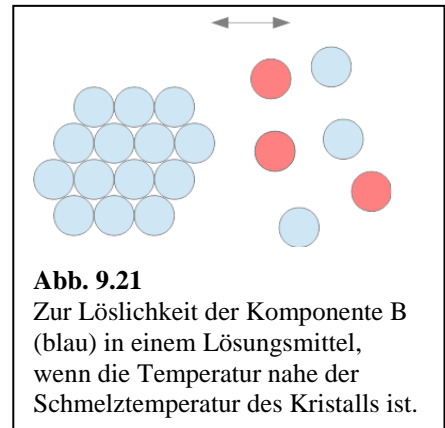 Abb. 9.21
Zur Löslichkeit der Komponente B
(blau) in einem Lösungsmittel,
wenn die Temperatur nahe der
Schmelztemperatur des Kristalls ist.